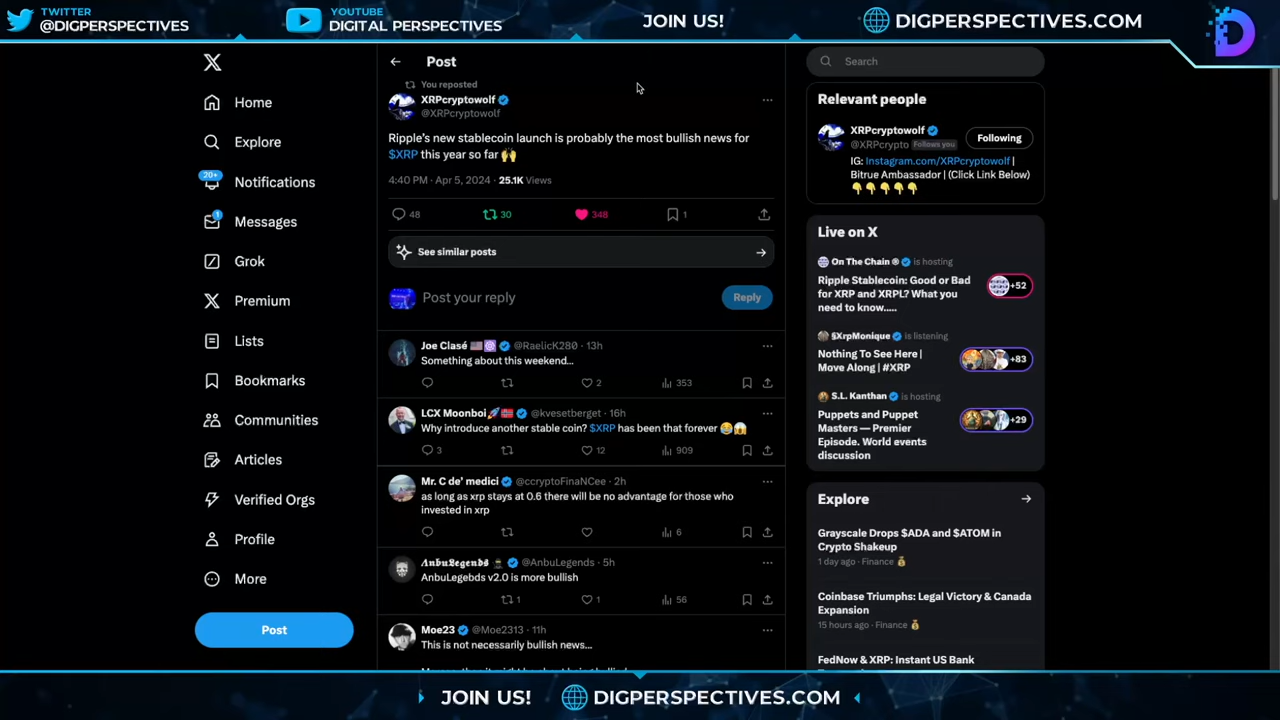 TWITTER
@DIGPERSPECTIVES
YOUTUBE
DIGITAL PERSPECTIVES
JOIN US!
DIGPERSPECTIVES.COM
Home
Explore
Notifications
20+
Messages
1
Grok
Premium
Lists
Bookmarks
Communities
Articles
Verified Orgs
Profile
More
Post
Post
You reposted
XRPcryptowolf
@XRPcryptowolf
Ripple's new stablecoin launch is probably the most bullish news for
$XRP this year so far 🙌
4:40 PM · Apr 5, 2024 · 25.1K Views
48 30 348 1
See similar posts
Post your reply
Reply
Joe Clasé 🇺🇸⚛️ @RaelicK280 · 13h
Something about this weekend...
2 353
LCX Moonboi🚀🇳🇴 @kvesetberget · 16h
Why introduce another stable coin? $XRP has been that forever 😂😱
3 12 909
Mr. C de' medici @ccryptoFinaNCee · 2h
as long as xrp stays at 0.6 there will be no advantage for those who
invested in xrp
6
𝕬𝖓𝖇𝖚𝕷𝖊𝖌𝖊𝖓𝖉𝖘 @AnbuLegends · 5h
AnbuLegebds v2.0 is more bullish
1 1 56
Moe23 @Moe2313 · 11h
This is not necessarily bullish news...
Search
Relevant people
XRPcryptowolf
@XRPcrypto Follows you
Following
IG: Instagram.com/XRPcryptowolf |
Bitrue Ambassador | (Click Link Below)
👇👇👇👇👇
Live on X
On The Chain ® is hosting
Ripple Stablecoin: Good or Bad
for XRP and XRPL? What you
need to know.....
+52
§XrpMonique is listening
Nothing To See Here |
Move Along | #XRP
+83
S.L. Kanthan is hosting
Puppets and Puppet
Masters — Premier
Episode. World events
discussion
+29
Explore
Grayscale Drops $ADA and $ATOM in
Crypto Shakeup
1 day ago · Finance 💰
Coinbase Triumphs: Legal Victory & Canada
Expansion
15 hours ago · Finance 💰
FedNow & XRP: Instant US Bank
JOIN US!
DIGPERSPECTIVES.COM